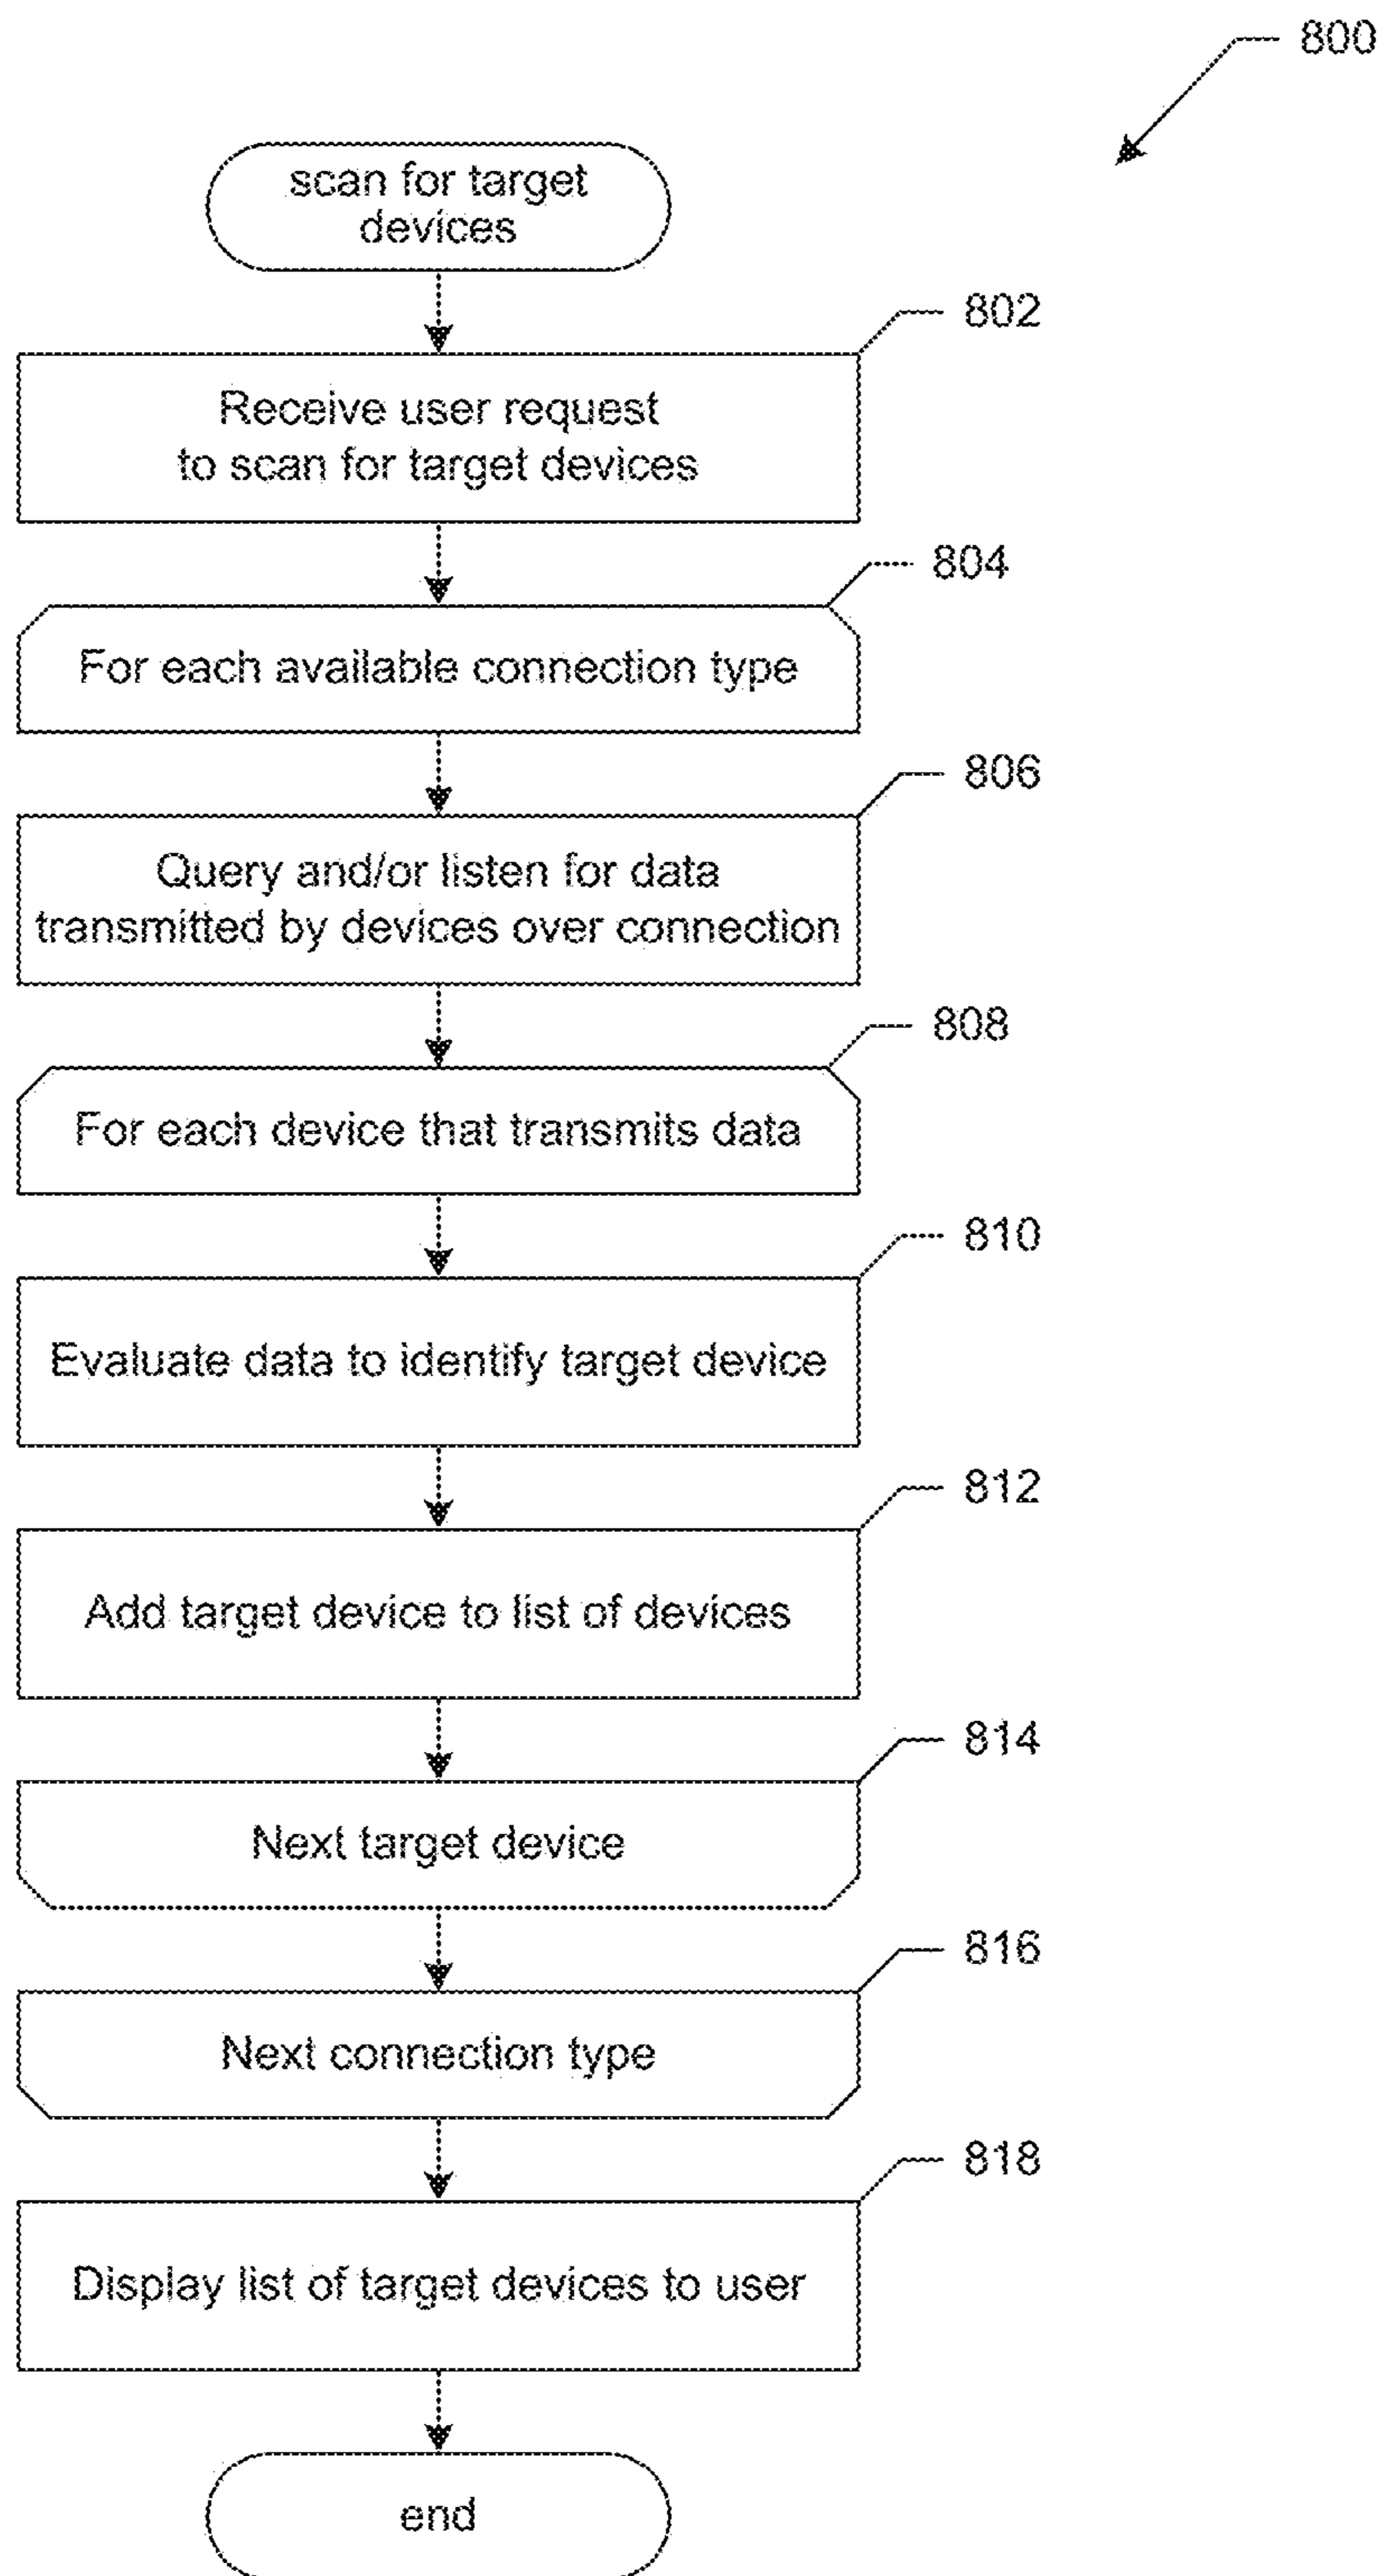 800
scan for target
devices
802
Receive user request
to scan for target devices
804
For each available connection type
806
Query and/or listen for data
transmitted by devices over connection
808
For each device that transmits data
810
Evaluate data to identify target device
812
Add target device to list of devices
814
Next target device
816
Next connection type
818
Display list of target devices to user
end